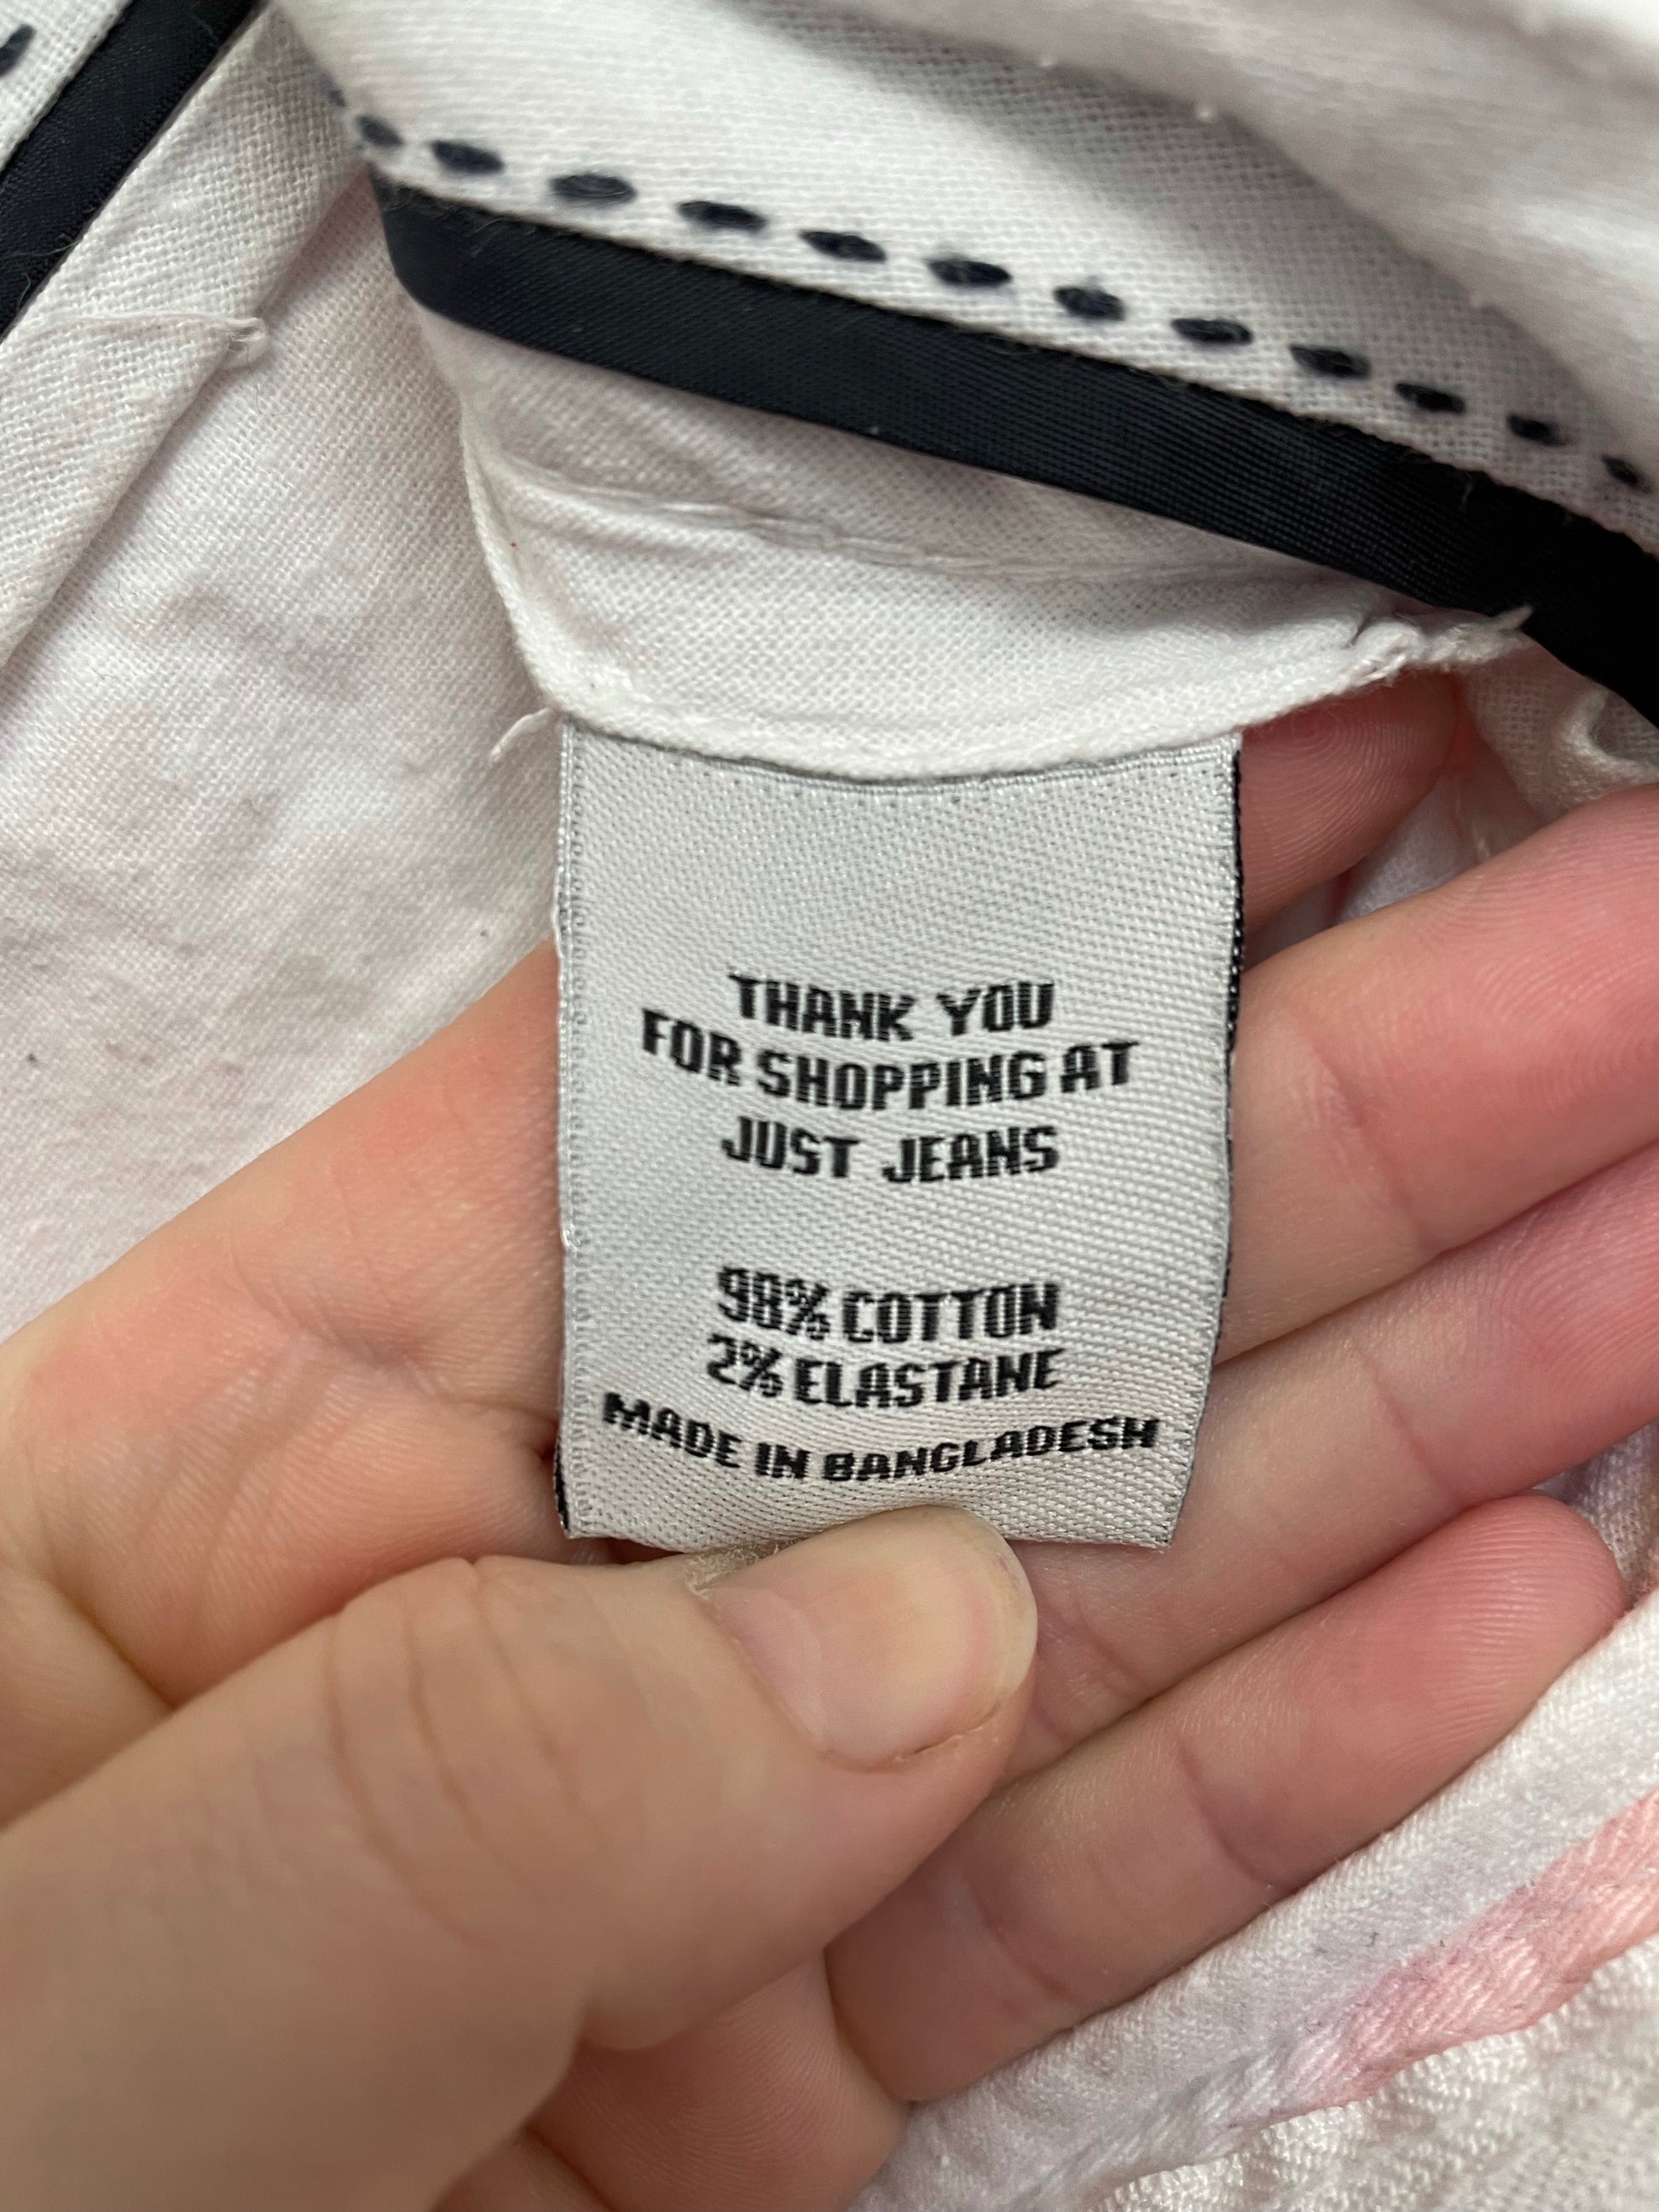 THANK YOU
FOR SHOPPING AT
JUST JEANS
98% COTTON
2% ELASTANE
MADE IN BANGLADESH